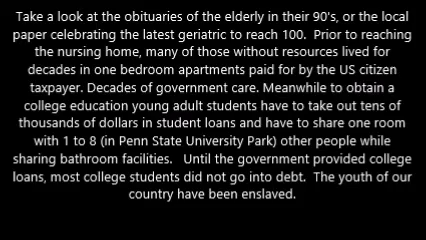 Take a look at the obituaries of the elderly in their 90's, or the local
paper celebrating the latest geriatric to reach 100.  Prior to reaching
the nursing home, many of those without resources lived for
decades in one bedroom apartments paid for by the US citizen
taxpayer. Decades of government care. Meanwhile to obtain a
college education young adult students have to take out tens of
thousands of dollars in student loans and have to share one room
with 1 to 8 (in Penn State University Park) other people while
sharing bathroom facilities.   Until the government provided college
loans, most college students did not go into debt.  The youth of our
country have been enslaved.